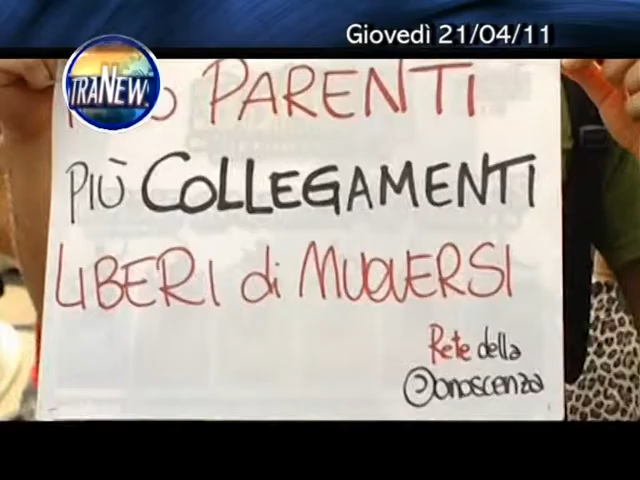 Giovedì 21/04/11
TRANEWS
PARENTI
PIÙ COLLEGAMENTI
LIBERI di MUOVERSI
Rete della
Conoscenza